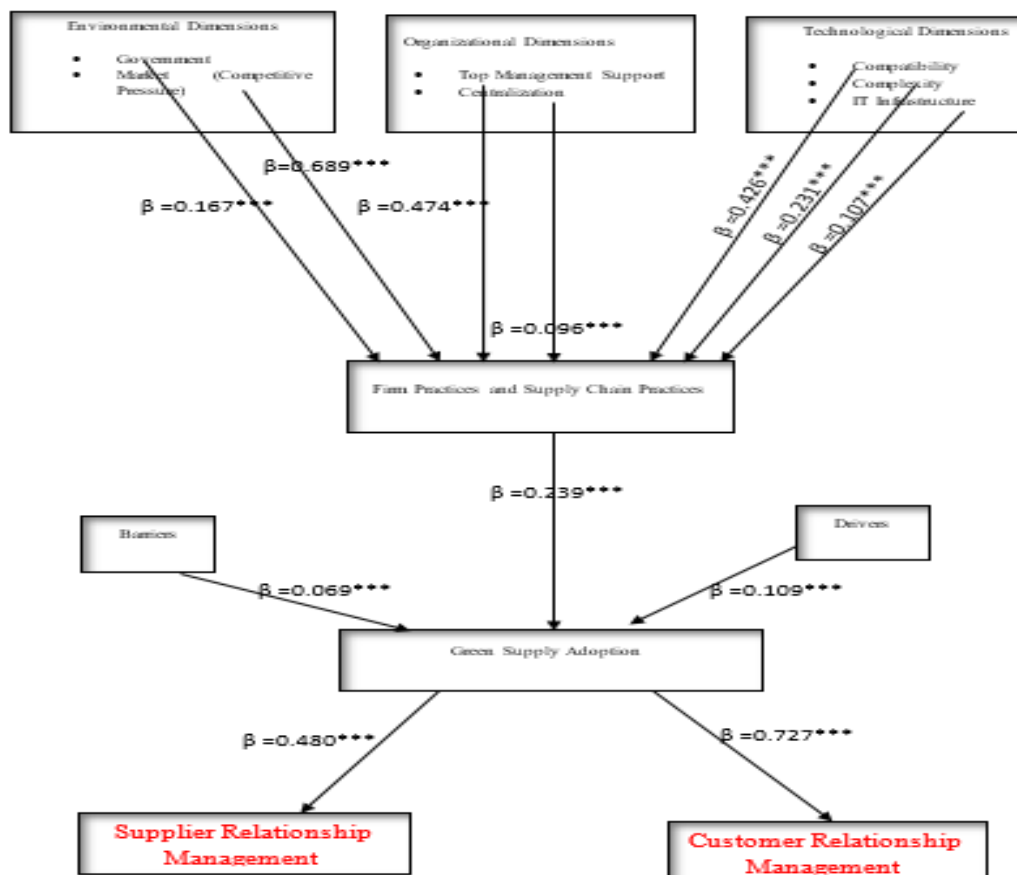 Environmental Dimensions
• Government
• Market (Competitive
Pressure)
Organizational Dimensions
• Top Management Support
• Centralization
Technological Dimensions
• Compatibility
• Complexity
• IT Infrastructure
β=0.689***
β =0.167***
β =0.474***
β =0.426***
β =0.231***
β =0.107***
β =0.096***
Firm Practices and Supply Chain Practices
β =0.239***
Barriers
Drivers
β =0.069***
β =0.109***
Green Supply Adoption
β =0.480***
β =0.727***
Supplier Relationship
Management
Customer Relationship
Management